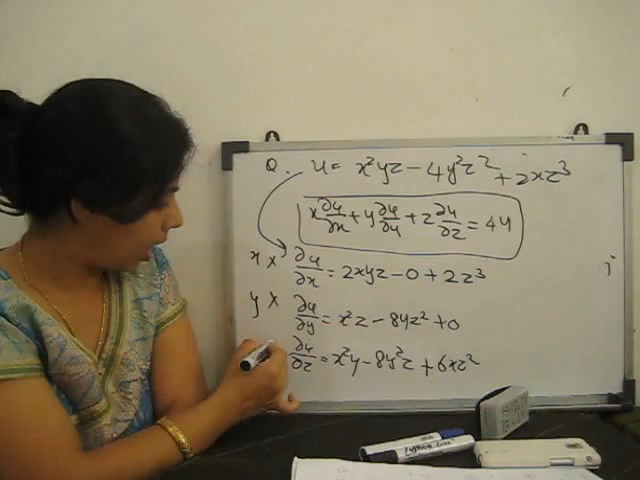 Q. u = x²yz - 4y²z² + 2xz³
x ∂u/∂x + y ∂u/∂y + z ∂u/∂z = 4u
x × ∂u/∂x = 2xyz - 0 + 2z³
y × ∂u/∂y = x²z - 8yz² + 0
∂u/∂z = x²y - 8y²z + 6xz²